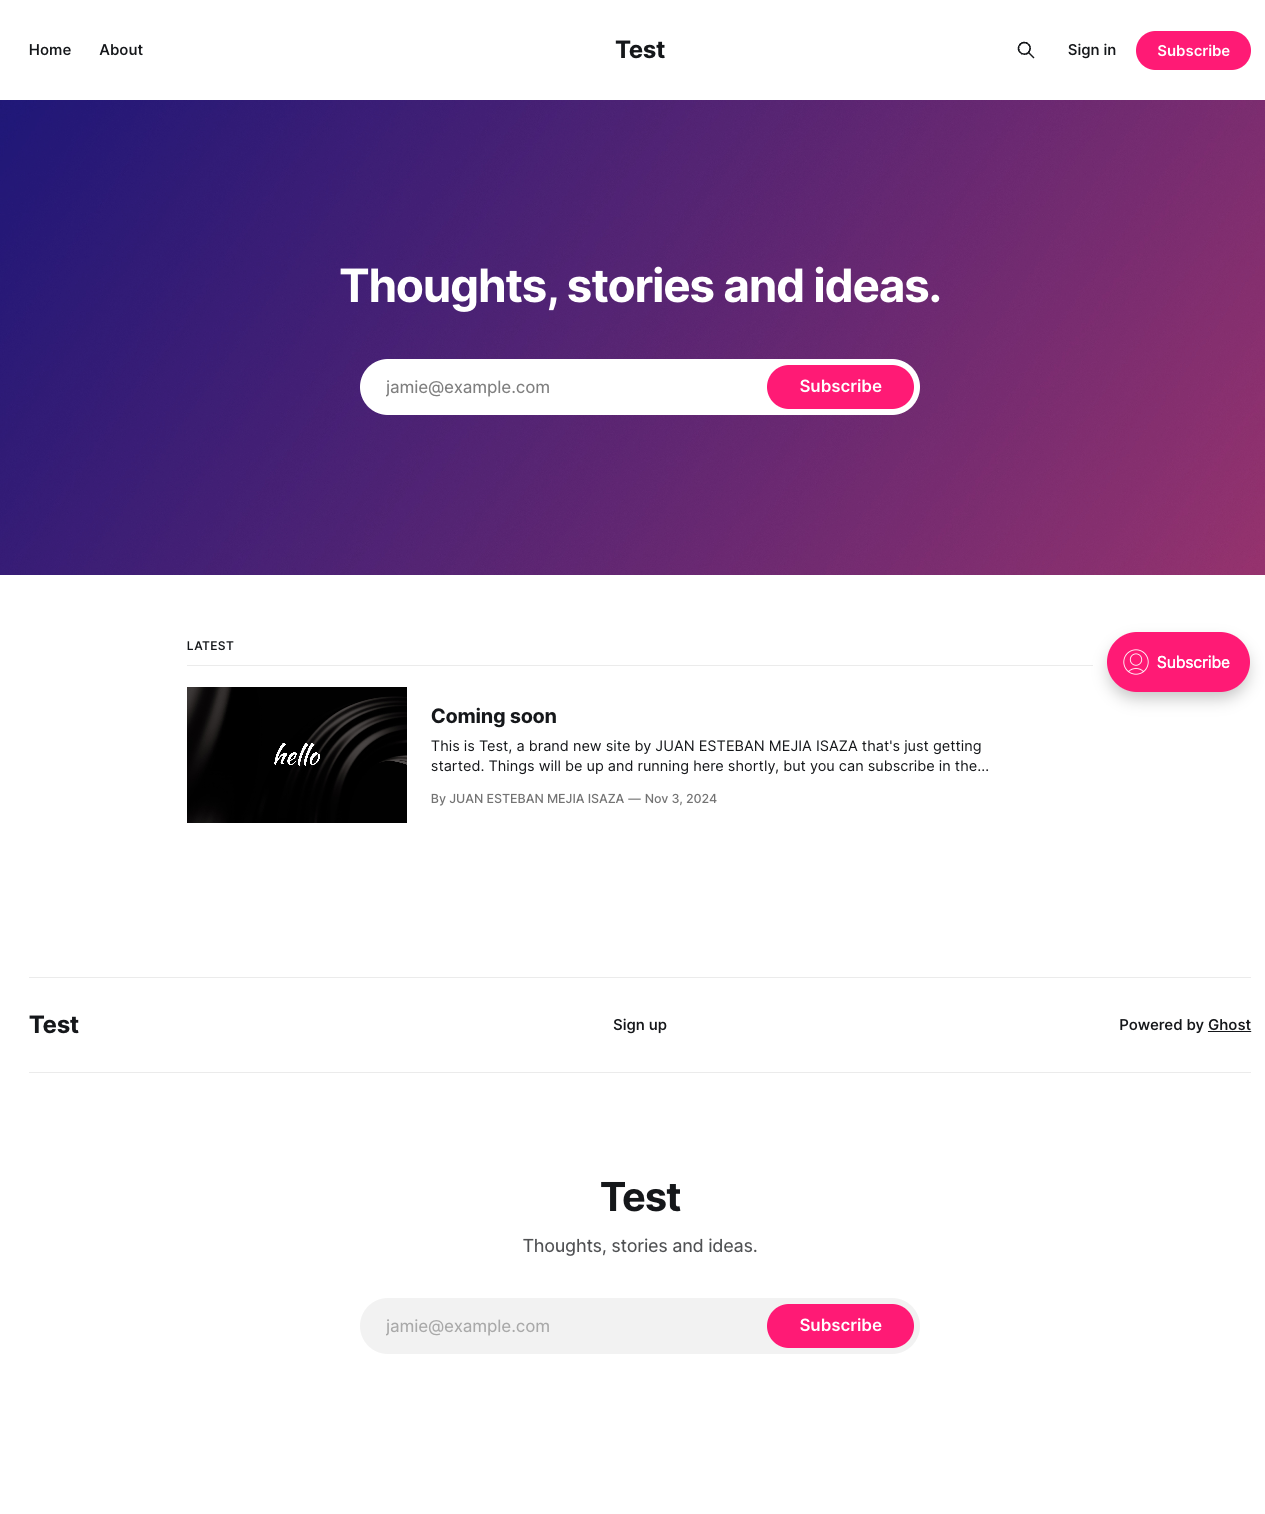 Home About Test Sign in Subscribe
Thoughts, stories and ideas.
jamie@example.com Subscribe
LATEST
Subscribe
hello
Coming soon
This is Test, a brand new site by JUAN ESTEBAN MEJIA ISAZA that's just getting
started. Things will be up and running here shortly, but you can subscribe in the…
By JUAN ESTEBAN MEJIA ISAZA — Nov 3, 2024
Test Sign up Powered by Ghost
Test
Thoughts, stories and ideas.
jamie@example.com Subscribe